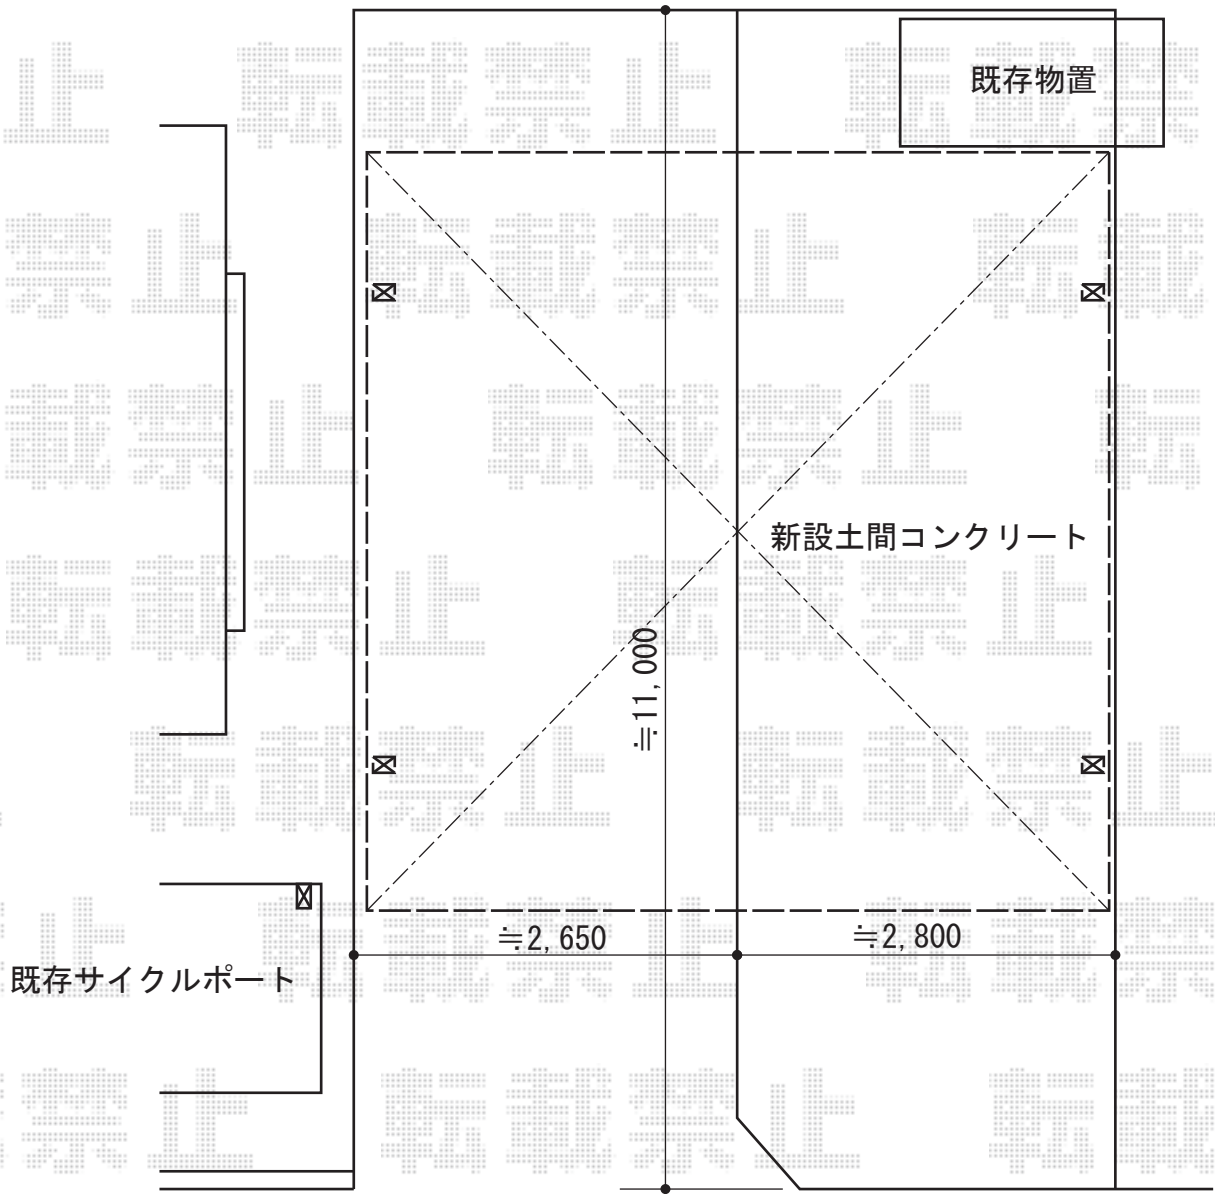 既存物置
新設土間コンクリート
≒11,000
≒2,650
≒2,800
既存サイクルポート
転載禁止